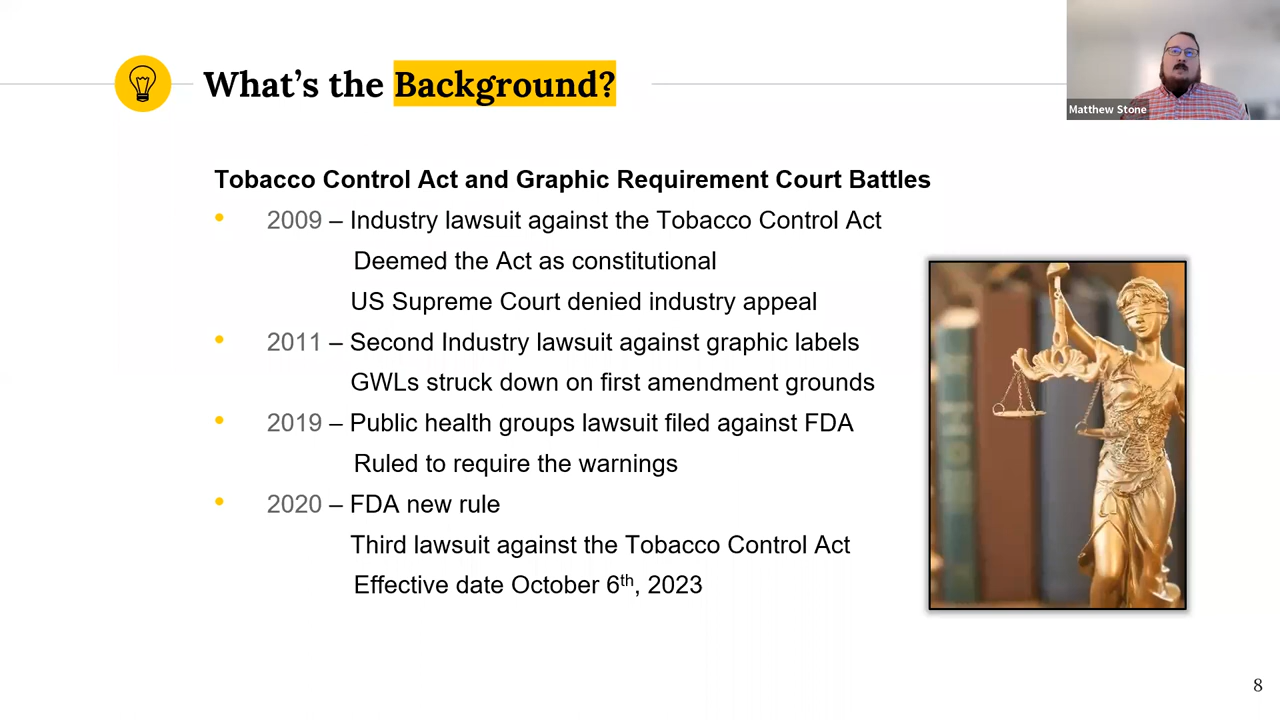 What's the Background?
Matthew Stone
Tobacco Control Act and Graphic Requirement Court Battles
• 2009 – Industry lawsuit against the Tobacco Control Act
Deemed the Act as constitutional
US Supreme Court denied industry appeal
• 2011 – Second Industry lawsuit against graphic labels
GWLs struck down on first amendment grounds
• 2019 – Public health groups lawsuit filed against FDA
Ruled to require the warnings
• 2020 – FDA new rule
Third lawsuit against the Tobacco Control Act
Effective date October 6th, 2023
8